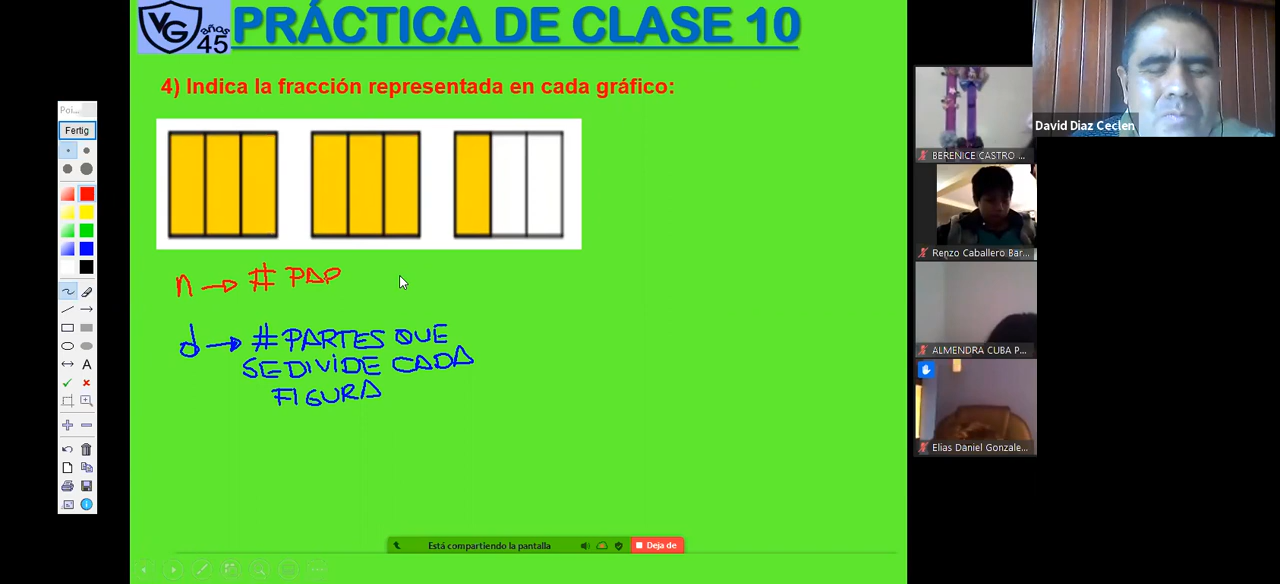 VG
años
45
PRÁCTICA DE CLASE 10
4) Indica la fracción representada en cada gráfico:
Fertig
A
n → # PAP
d → # PARTES QUE
SE DIVIDE CADA
FIGURA
Está compartiendo la pantalla
Deja de
David Diaz Ceclen
BERENICE CASTRO ...
Renzo Caballero Bar...
ALMENDRA CUBA P...
Elias Daniel Gonzale...